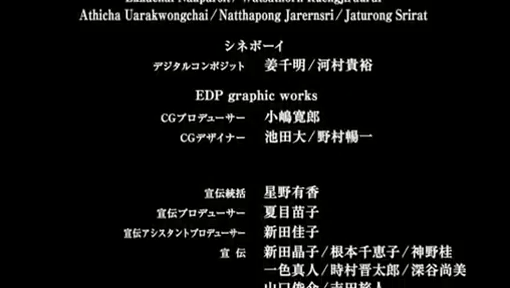 Athicha Uarakwongchai/Natthapong Jarernsri/Jaturong Srirat
シネボーイ
デジタルコンポジット 姜千明/河村貴裕
EDP graphic works
CGプロデューサー 小嶋寛郎
CGデザイナー 池田大/野村暢一
宣伝統括 星野有香
宣伝プロデューサー 夏目苗子
宣伝アシスタントプロデューサー 新田佳子
宣 伝 新田晶子/根本千恵子/神野桂
一色真人/時村晋太郎/深谷尚美